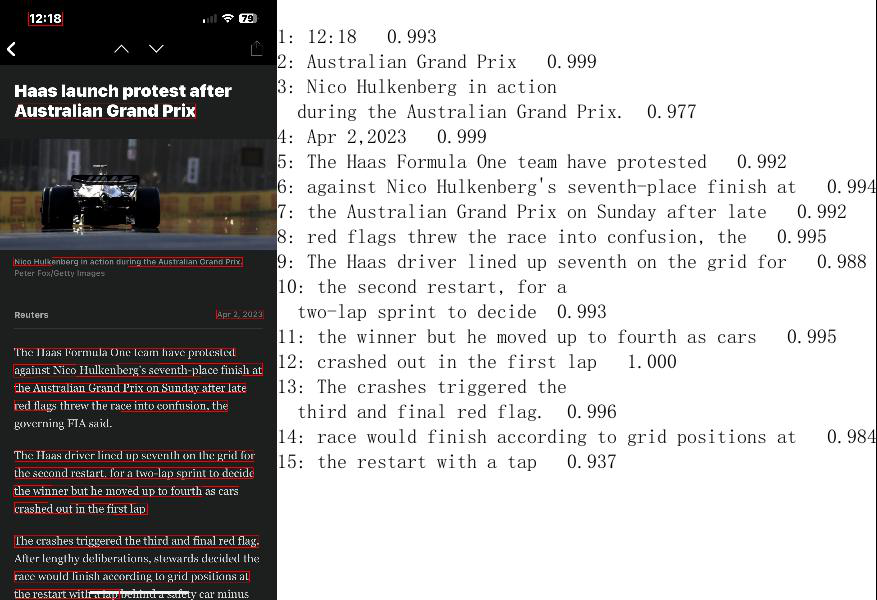 12:18
79
Haas launch protest after
Australian Grand Prix
Nico Hulkenberg in action during the Australian Grand Prix.
Peter Fox/Getty Images
Reuters
Apr 2, 2023
The Haas Formula One team have protested
against Nico Hulkenberg's seventh-place finish at
the Australian Grand Prix on Sunday after late
red flags threw the race into confusion, the
governing FIA said.
The Haas driver lined up seventh on the grid for
the second restart, for a two-lap sprint to decide
the winner but he moved up to fourth as cars
crashed out in the first lap
The crashes triggered the third and final red flag.
After lengthy deliberations, stewards decided the
race would finish according to grid positions at
the restart with a lap behind a safety car minus
1: 12:18 0.993
2: Australian Grand Prix 0.999
3: Nico Hulkenberg in action
during the Australian Grand Prix. 0.977
4: Apr 2,2023 0.999
5: The Haas Formula One team have protested 0.992
6: against Nico Hulkenberg's seventh-place finish at 0.994
7: the Australian Grand Prix on Sunday after late 0.992
8: red flags threw the race into confusion, the 0.995
9: The Haas driver lined up seventh on the grid for 0.988
10: the second restart, for a
two-lap sprint to decide 0.993
11: the winner but he moved up to fourth as cars 0.995
12: crashed out in the first lap 1.000
13: The crashes triggered the
third and final red flag. 0.996
14: race would finish according to grid positions at 0.984
15: the restart with a tap 0.937